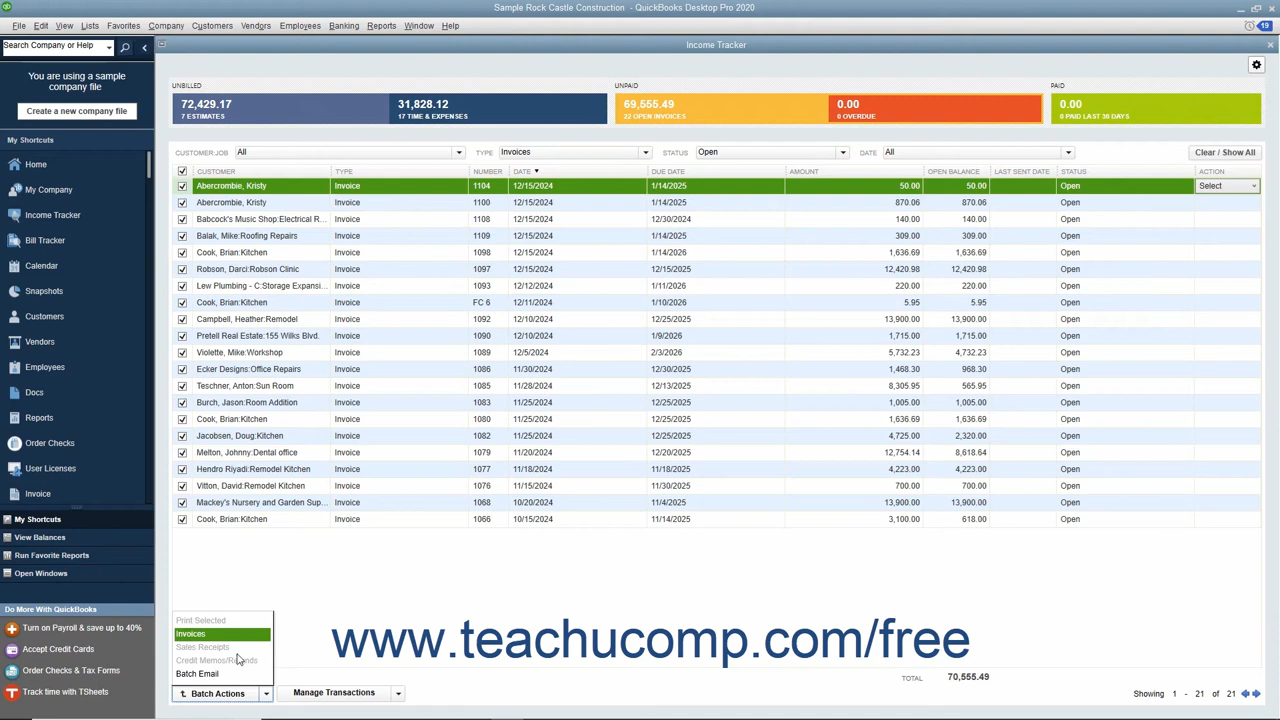 Sample Rock Castle Construction - QuickBooks Desktop Pro 2020
File Edit View Lists Favorites Company Customers Vendors Employees Banking Reports Window Help 19
Search Company or Help
Income Tracker
You are using a sample
company file
Create a new company file
My Shortcuts
Home
My Company
Income Tracker
Bill Tracker
Calendar
Snapshots
Customers
Vendors
Employees
Docs
Reports
Order Checks
User Licenses
Invoice
My Shortcuts
View Balances
Run Favorite Reports
Open Windows
Do More With QuickBooks
Turn on Payroll & save up to 40%
Accept Credit Cards
Order Checks & Tax Forms
Track time with TSheets
UNBILLED UNPAID PAID
72,429.17 31,828.12 69,555.49 0.00 0.00
7 ESTIMATES 17 TIME & EXPENSES 22 OPEN INVOICES 0 OVERDUE 0 PAID LAST 30 DAYS
CUSTOMER:JOB All TYPE Invoices STATUS Open DATE All Clear / Show All
CUSTOMER TYPE NUMBER DATE DUE DATE AMOUNT OPEN BALANCE LAST SENT DATE STATUS ACTION
Abercrombie, Kristy Invoice 1104 12/15/2024 1/14/2025 50.00 50.00 Open Select
Abercrombie, Kristy Invoice 1100 12/15/2024 1/14/2025 870.06 870.06 Open
Babcock's Music Shop:Electrical R... Invoice 1108 12/15/2024 12/30/2024 140.00 140.00 Open
Balak, Mike:Roofing Repairs Invoice 1109 12/15/2024 1/14/2025 309.00 309.00 Open
Cook, Brian:Kitchen Invoice 1098 12/15/2024 1/14/2026 1,636.69 1,636.69 Open
Robson, Darci:Robson Clinic Invoice 1097 12/15/2024 12/15/2025 12,420.98 12,420.98 Open
Lew Plumbing - C:Storage Expansi... Invoice 1093 12/12/2024 1/11/2026 220.00 220.00 Open
Cook, Brian:Kitchen Invoice FC 6 12/11/2024 1/10/2026 5.95 5.95 Open
Campbell, Heather:Remodel Invoice 1092 12/10/2024 12/25/2025 13,900.00 13,900.00 Open
Pretell Real Estate:155 Wilks Blvd. Invoice 1090 12/10/2024 1/9/2026 1,715.00 1,715.00 Open
Violette, Mike:Workshop Invoice 1089 12/5/2024 2/3/2026 5,732.23 4,732.23 Open
Ecker Designs:Office Repairs Invoice 1086 11/30/2024 12/30/2025 1,468.30 968.30 Open
Teschner, Anton:Sun Room Invoice 1085 11/28/2024 12/13/2025 8,305.95 565.95 Open
Burch, Jason:Room Addition Invoice 1083 11/25/2024 12/25/2025 1,005.00 1,005.00 Open
Cook, Brian:Kitchen Invoice 1080 11/25/2024 12/25/2025 1,636.69 1,636.69 Open
Jacobsen, Doug:Kitchen Invoice 1082 11/25/2024 12/25/2025 4,725.00 2,320.00 Open
Melton, Johnny:Dental office Invoice 1079 11/20/2024 12/20/2025 12,754.14 8,618.64 Open
Hendro Riyadi:Remodel Kitchen Invoice 1077 11/18/2024 11/18/2025 4,223.00 4,223.00 Open
Vitton, David:Remodel Kitchen Invoice 1076 11/15/2024 11/30/2025 700.00 700.00 Open
Mackey's Nursery and Garden Sup... Invoice 1068 10/20/2024 11/4/2025 13,900.00 13,900.00 Open
Cook, Brian:Kitchen Invoice 1066 10/15/2024 11/14/2025 3,100.00 618.00 Open
Print Selected
Invoices
Sales Receipts
Credit Memos/Refunds
Batch Email
www.teachucomp.com/free
TOTAL 70,555.49
Batch Actions Manage Transactions Showing 1 - 21 of 21